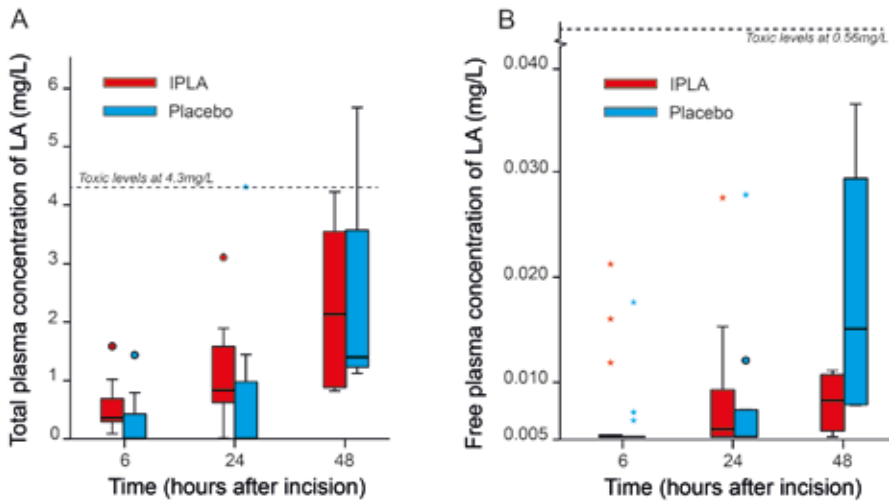 A
Total plasma concentration of LA (mg/L)
IPLA
Placebo
Toxic levels at 4.3mg/L
6
5
4
3
2
1
0
6 24 48
Time (hours after incision)
B
Free plasma concentration of LA (mg/L)
Toxic levels at 0.56mg/L
IPLA
Placebo
0.040
0.030
0.020
0.010
0.005
6 24 48
Time (hours after incision)